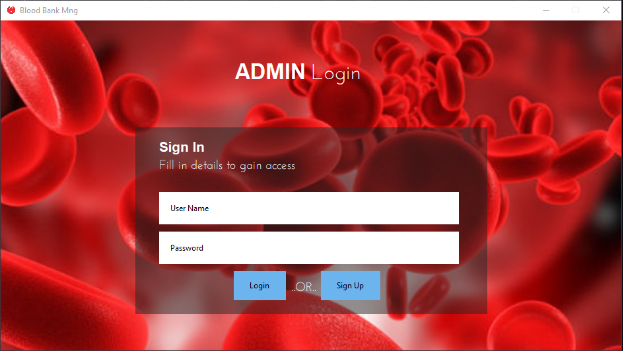 Blood Bank Mng
ADMIN Login
Sign In
Fill in details to gain access
User Name
Password
Login ..OR.. Sign Up